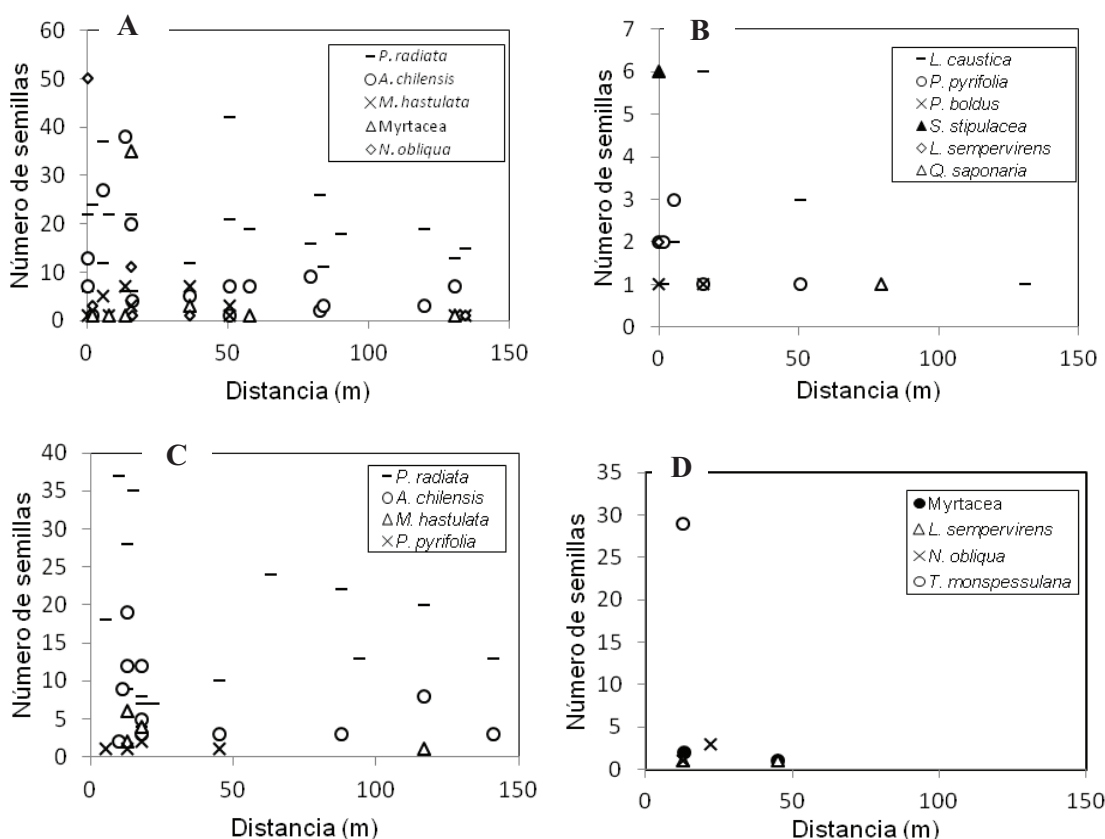 A
Número de semillas
60
50
40
30
20
10
0
0 50 100 150
Distancia (m)
P. radiata
A. chilensis
M. hastulata
Myrtacea
N. obliqua
B
Número de semillas
7
6
5
4
3
2
1
0
0 50 100 150
Distancia (m)
L. caustica
P. pyrifolia
P. boldus
S. stipulacea
L. sempervirens
Q. saponaria
C
Número de semillas
40
35
30
25
20
15
10
5
0
0 50 100 150
Distancia (m)
P. radiata
A. chilensis
M. hastulata
P. pyrifolia
D
Número de semillas
35
30
25
20
15
10
5
0
0 50 100 150
Distancia (m)
Myrtacea
L. sempervirens
N. obliqua
T. monspessulana